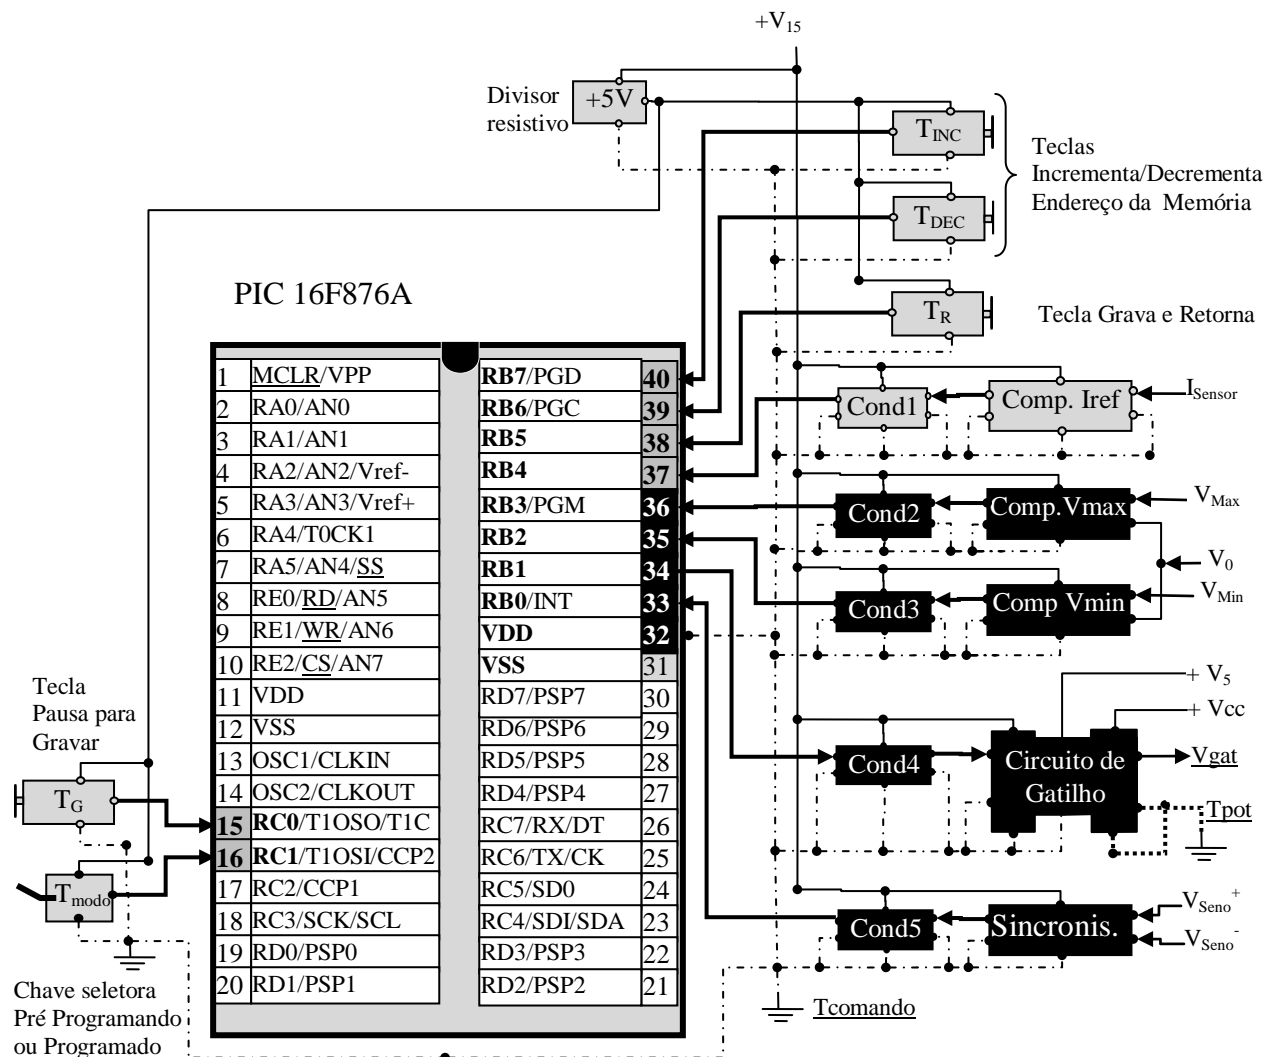 +V15
Divisor
resistivo
+5V
TINC
TDEC
Teclas
Incrementa/Decrementa
Endereço da Memória
PIC 16F876A
TR
Tecla Grava e Retorna
1 MCLR/VPP
2 RA0/AN0
3 RA1/AN1
4 RA2/AN2/Vref-
5 RA3/AN3/Vref+
6 RA4/T0CK1
7 RA5/AN4/SS
8 RE0/RD/AN5
9 RE1/WR/AN6
10 RE2/CS/AN7
11 VDD
12 VSS
13 OSC1/CLKIN
14 OSC2/CLKOUT
15 RC0/T1OSO/T1C
16 RC1/T1OSI/CCP2
17 RC2/CCP1
18 RC3/SCK/SCL
19 RD0/PSP0
20 RD1/PSP1
RB7/PGD 40
RB6/PGC 39
RB5 38
RB4 37
RB3/PGM 36
RB2 35
RB1 34
RB0/INT 33
VDD 32
VSS 31
RD7/PSP7 30
RD6/PSP6 29
RD5/PSP5 28
RD4/PSP4 27
RC7/RX/DT 26
RC6/TX/CK 25
RC5/SD0 24
RC4/SDI/SDA 23
RD3/PSP3 22
RD2/PSP2 21
Cond1
Comp. Iref
ISensor
Cond2
Comp.Vmax
VMax
V0
Cond3
Comp Vmin
VMin
+ V5
+ Vcc
Cond4
Circuito de
Gatilho
Vgat
Tpot
Cond5
Sincronis.
VSeno+
VSeno-
Tcomando
Tecla
Pausa para
Gravar
TG
Tmodo
Chave seletora
Pré Programando
ou Programado